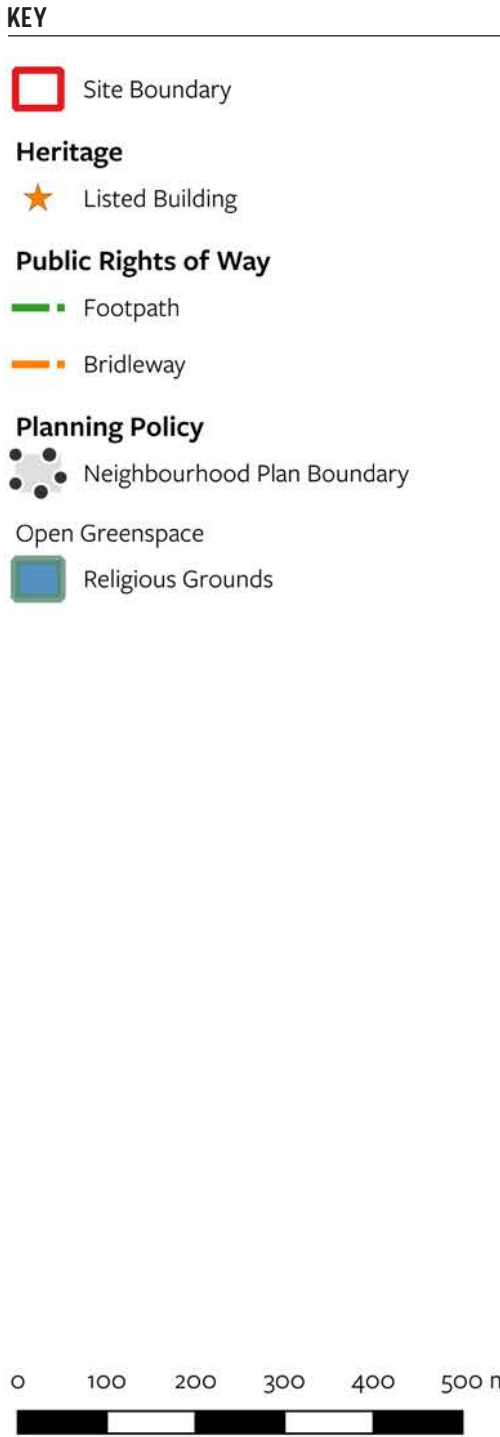 KEY
Site Boundary
Heritage
Listed Building
Public Rights of Way
Footpath
Bridleway
Planning Policy
Neighbourhood Plan Boundary
Open Greenspace
Religious Grounds
0 100 200 300 400 500 m